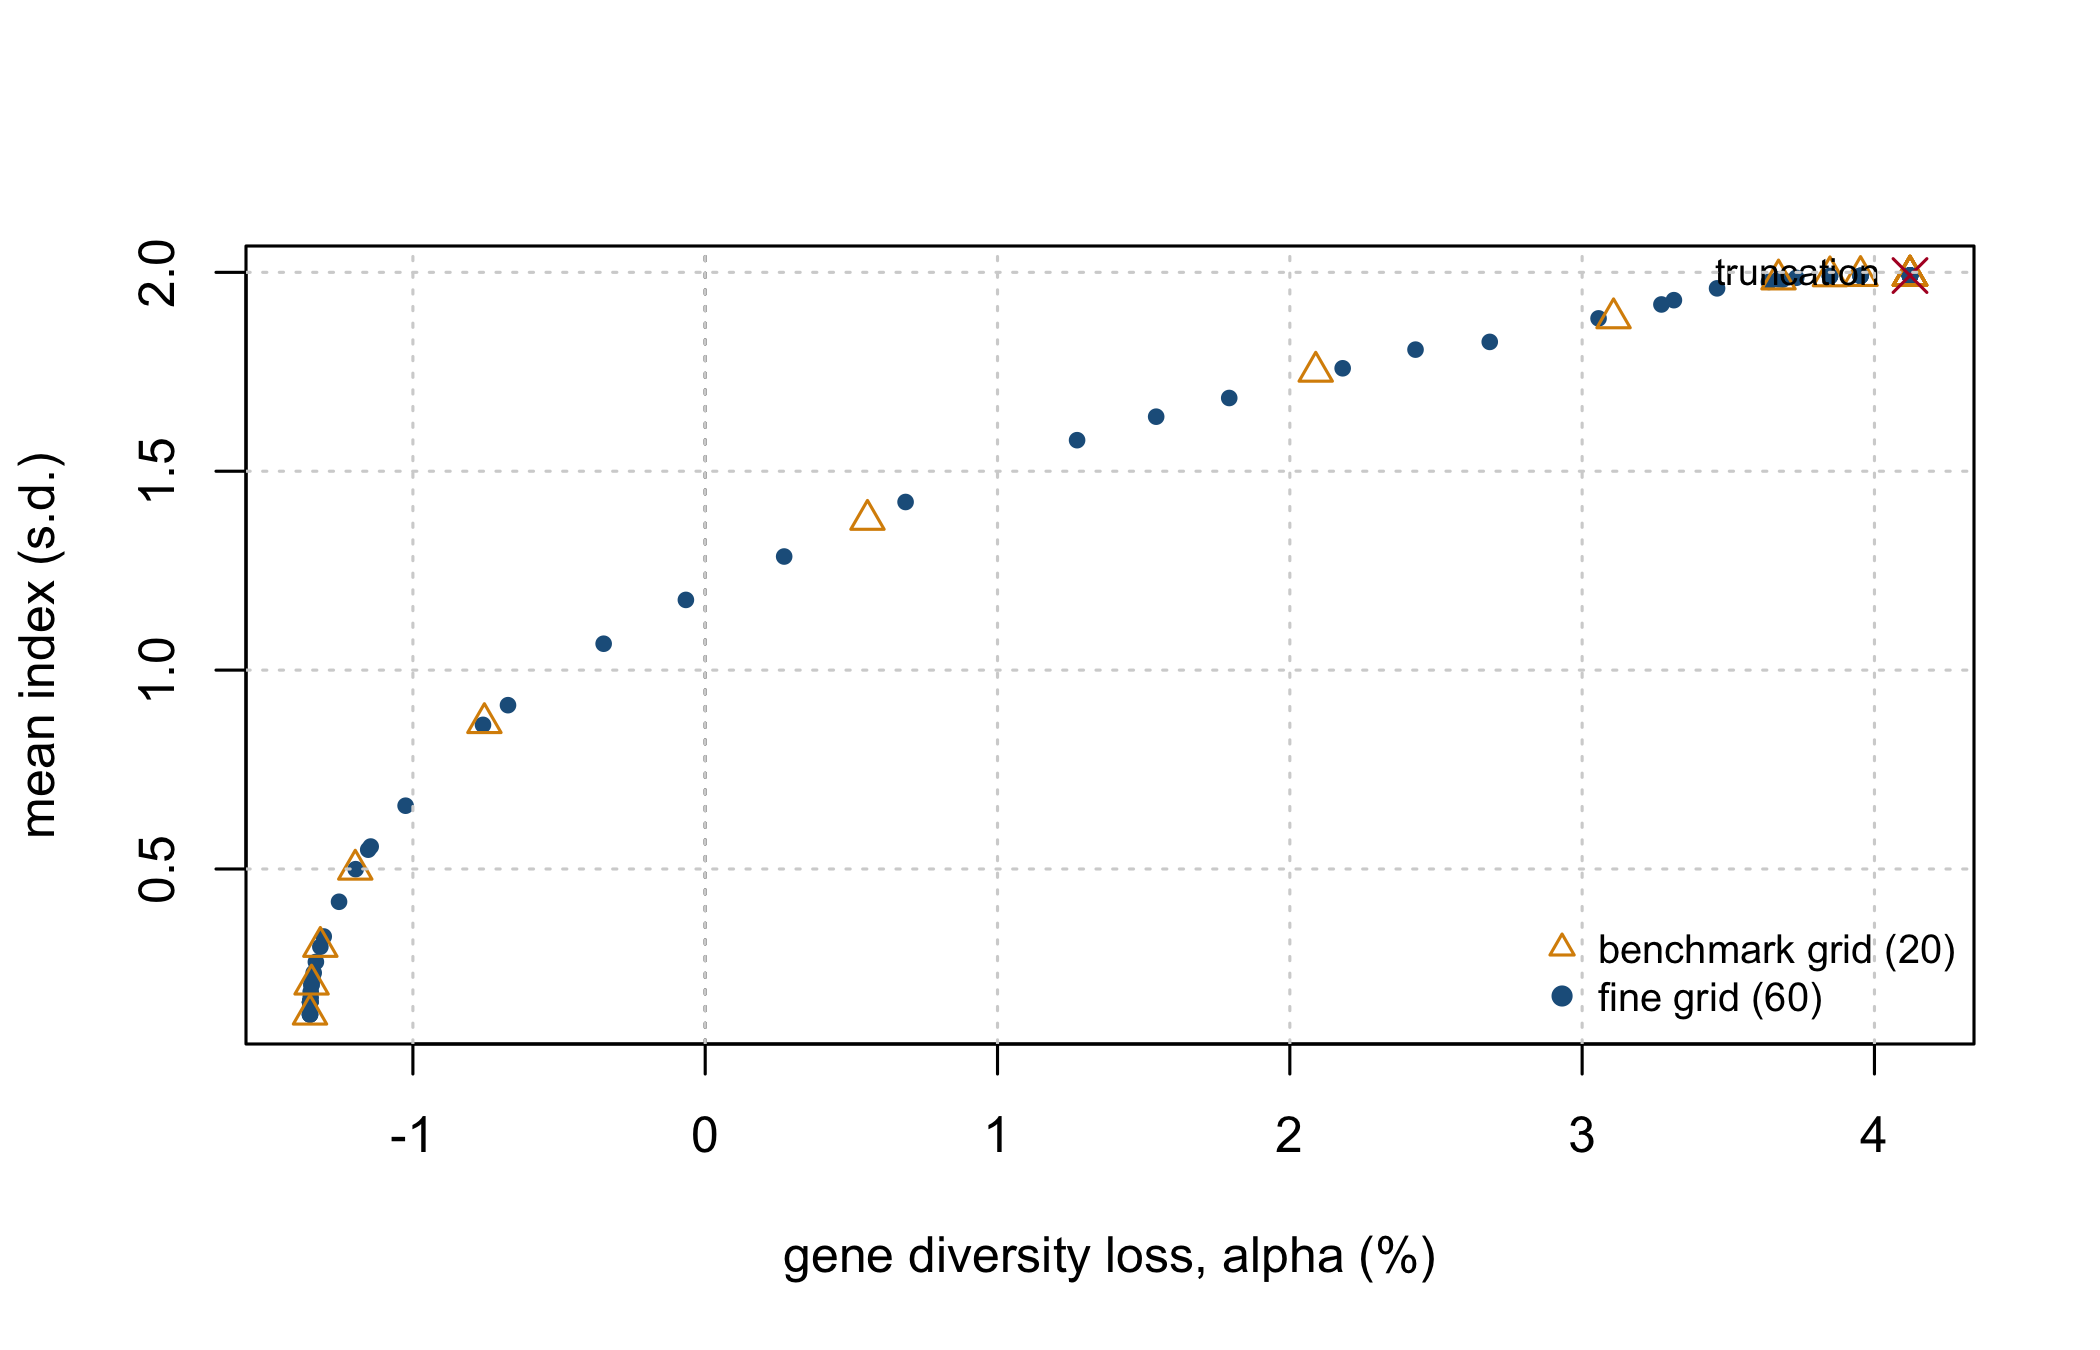 mean index (s.d.)
2.0
1.5
1.0
0.5
truncation
benchmark grid (20)
fine grid (60)
-1 0 1 2 3 4
gene diversity loss, alpha (%)